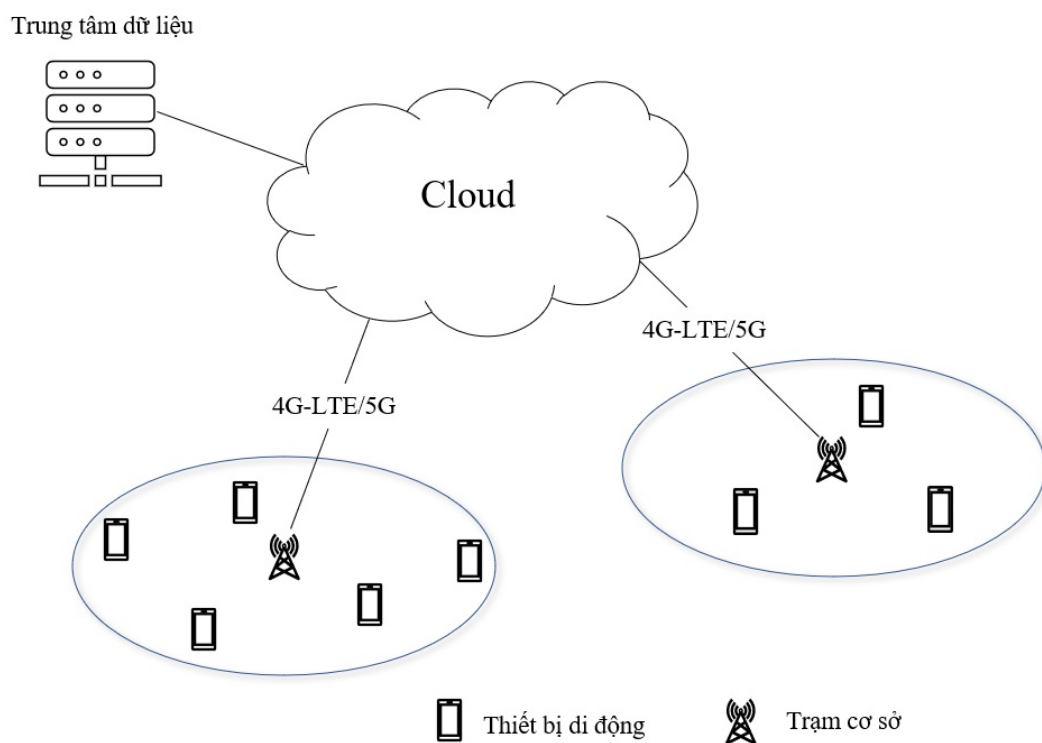 Trung tâm dữ liệu
Cloud
4G-LTE/5G
4G-LTE/5G
Thiết bị di động
Trạm cơ sở